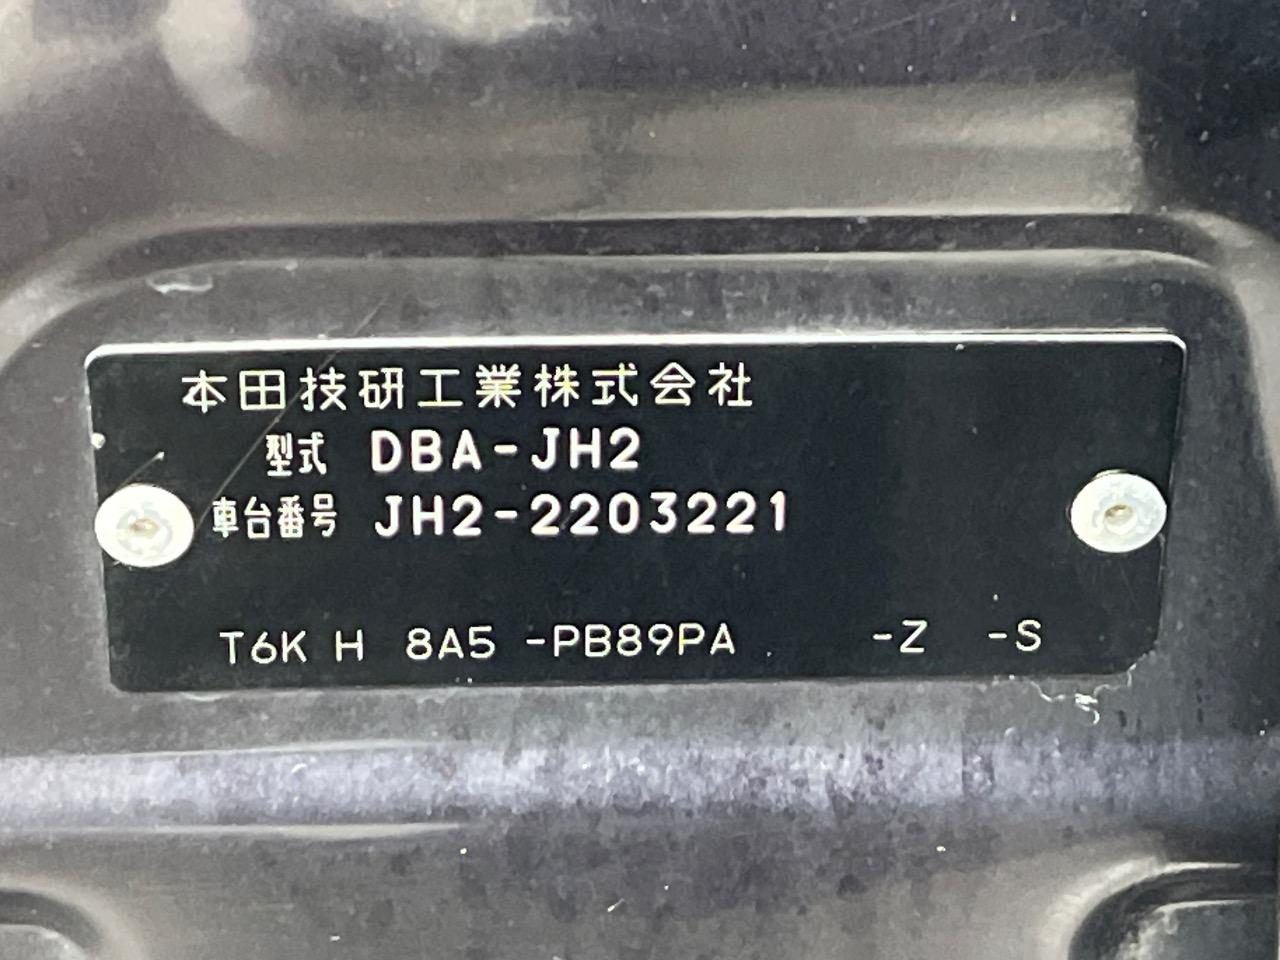 本田技研工業株式会社
型式 DBA-JH2
車台番号 JH2-2203221
T6K H 8A5 -PB89PA -Z -S